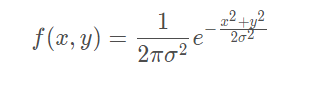 f(x, y) = \frac{1}{2\pi\sigma^2} e^{-\frac{x^2+y^2}{2\sigma^2}}